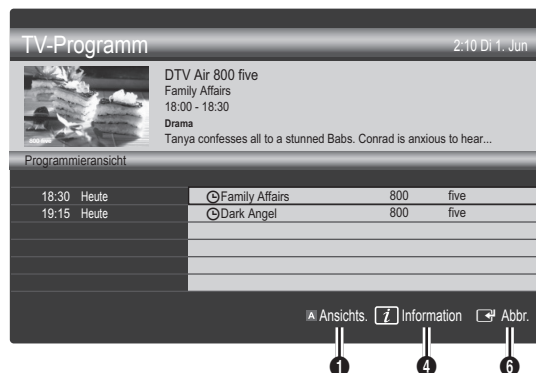 TV-Programm 2:10 Di 1. Jun
DTV Air 800 five
Family Affairs
18:00 - 18:30
Drama
Tanya confesses all to a stunned Babs. Conrad is anxious to hear...
800 five
Programmieransicht
18:30 Heute Family Affairs 800 five
19:15 Heute Dark Angel 800 five
A Ansichts. i Information Abbr.
1 4 6